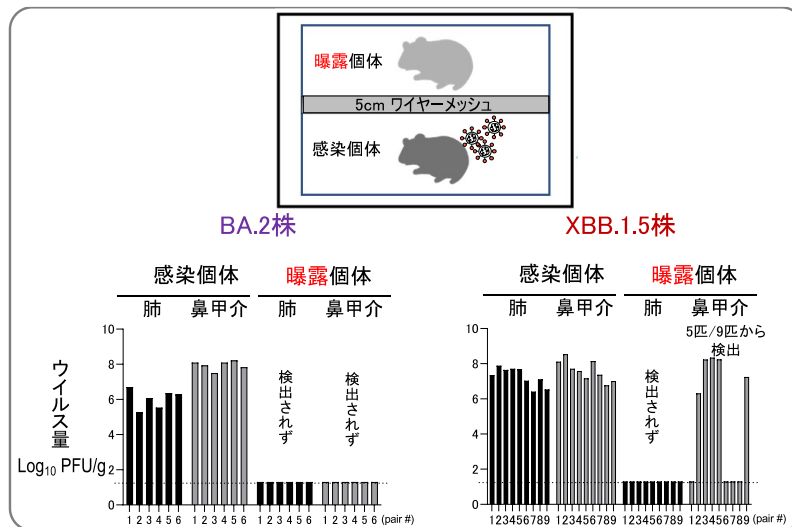 曝露個体
5cm ワイヤーメッシュ
感染個体
BA.2株
XBB.1.5株
感染個体 曝露個体
肺 鼻甲介 肺 鼻甲介
ウイルス量
Log10 PFU/g
10
8
6
4
2
0
検出されず
検出されず
1 2 3 4 5 6 1 2 3 4 5 6 1 2 3 4 5 6 1 2 3 4 5 6 (pair #)
感染個体 曝露個体
肺 鼻甲介 肺 鼻甲介
10
8
6
4
2
0
検出されず
5匹/9匹から
検出
123456789 123456789 123456789 123456789 (pair #)